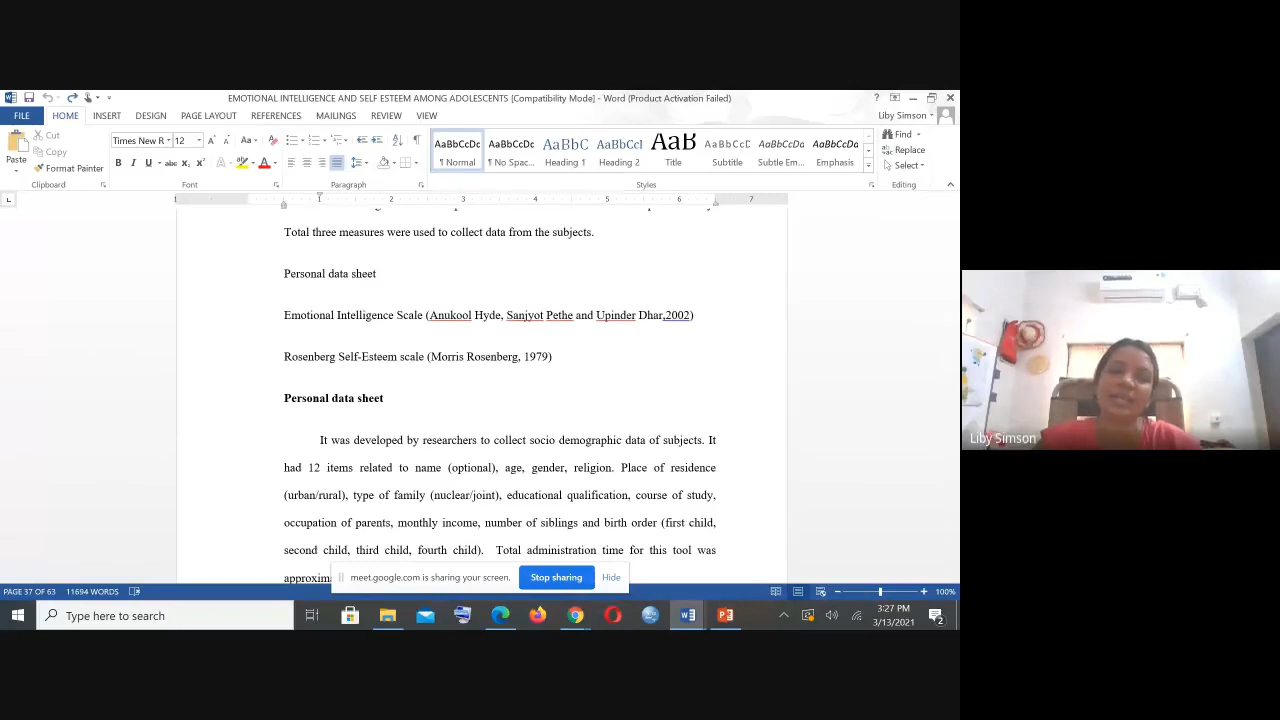 EMOTIONAL INTELLIGENCE AND SELF ESTEEM AMONG ADOLESCENTS [Compatibility Mode] - Word (Product Activation Failed)
FILE HOME INSERT DESIGN PAGE LAYOUT REFERENCES MAILINGS REVIEW VIEW Liby Simson
Cut
Copy
Format Painter
Paste
Times New R 12
AaBbCcDc AaBbCcDc AaBbC AaBbCcI AaB AaBbCcD AaBbCcDa AaBbCcDa
¶ Normal ¶ No Spac... Heading 1 Heading 2 Title Subtitle Subtle Em... Emphasis
Find
Replace
Select
Clipboard Font Paragraph Styles Editing
1 1 2 3 4 5 6 7
Total three measures were used to collect data from the subjects.
Personal data sheet
Emotional Intelligence Scale (Anukool Hyde, Sanjyot Pethe and Upinder Dhar,2002)
Rosenberg Self-Esteem scale (Morris Rosenberg, 1979)
Personal data sheet
It was developed by researchers to collect socio demographic data of subjects. It
had 12 items related to name (optional), age, gender, religion. Place of residence
(urban/rural), type of family (nuclear/joint), educational qualification, course of study,
occupation of parents, monthly income, number of siblings and birth order (first child,
second child, third child, fourth child). Total administration time for this tool was
meet.google.com is sharing your screen. Stop sharing Hide
PAGE 37 OF 63 11694 WORDS 100%
Type here to search
3:27 PM
3/13/2021
2
Liby Simson